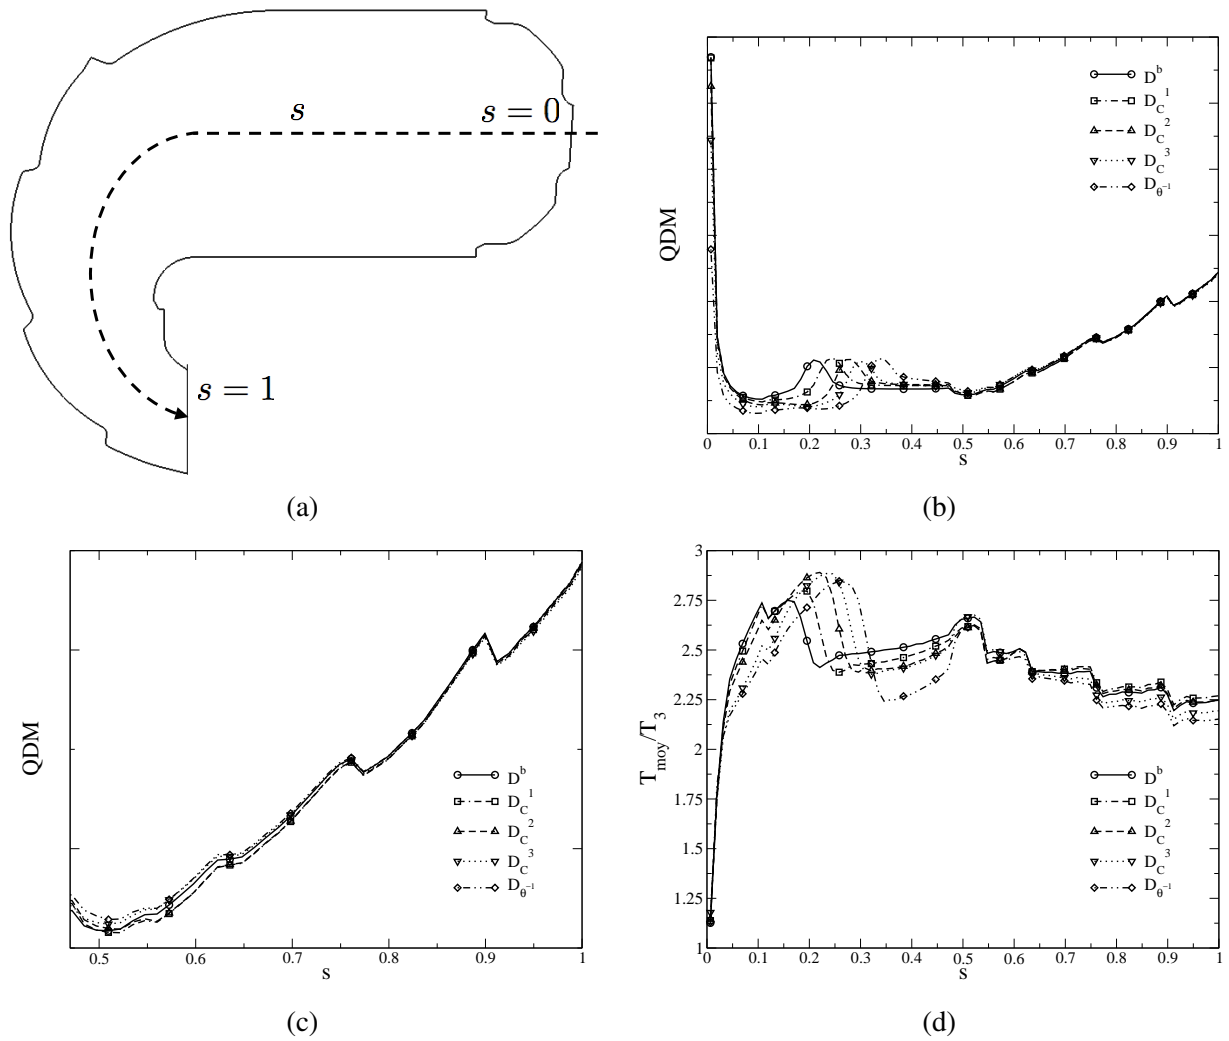 s
s = 0
s = 1
(a)
QDM
D^b
D_C^1
D_C^2
D_C^3
D_θ^-1
0 0.1 0.2 0.3 0.4 0.5 0.6 0.7 0.8 0.9 1
s
(b)
QDM
D^b
D_C^1
D_C^2
D_C^3
D_θ^-1
0.5 0.6 0.7 0.8 0.9 1
s
(c)
3
2.75
2.5
2.25
2
1.75
1.5
1.25
1
T_moy/T_3
D^b
D_C^1
D_C^2
D_C^3
D_θ^-1
0 0.1 0.2 0.3 0.4 0.5 0.6 0.7 0.8 0.9 1
s
(d)